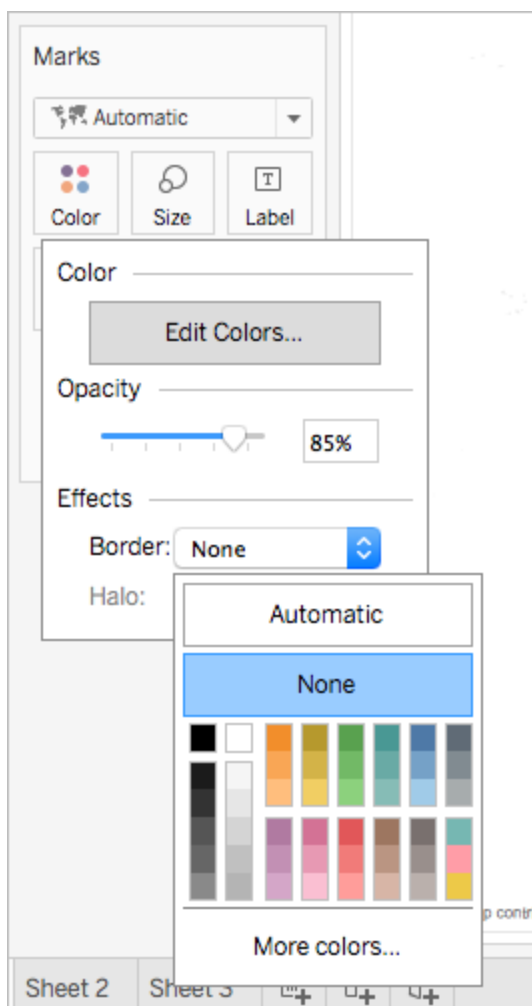 Marks
Automatic
Color Size Label
Color
Edit Colors...
Opacity
85%
Effects
Border: None
Halo:
Automatic
None
More colors...
Sheet 2 Sheet 3